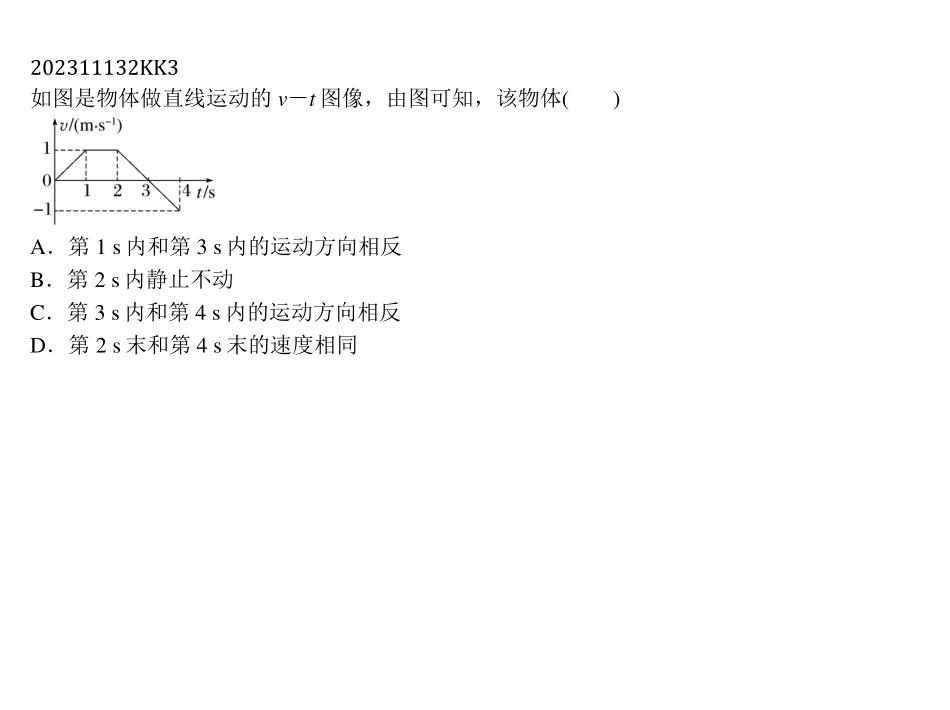 202311132KK3
如图是物体做直线运动的 v－t 图像，由图可知，该物体(　　)
v/(m·s⁻¹)
1
0
1 2 3 4 t/s
−1
A．第 1 s 内和第 3 s 内的运动方向相反
B．第 2 s 内静止不动
C．第 3 s 内和第 4 s 内的运动方向相反
D．第 2 s 末和第 4 s 末的速度相同